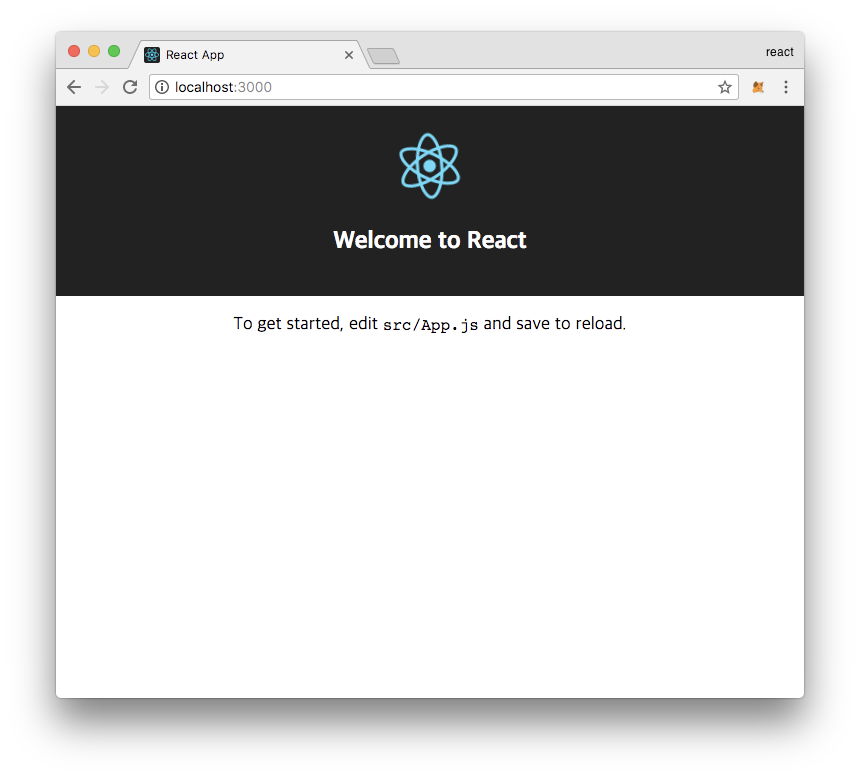 React App
react
localhost:3000
Welcome to React
To get started, edit src/App.js and save to reload.